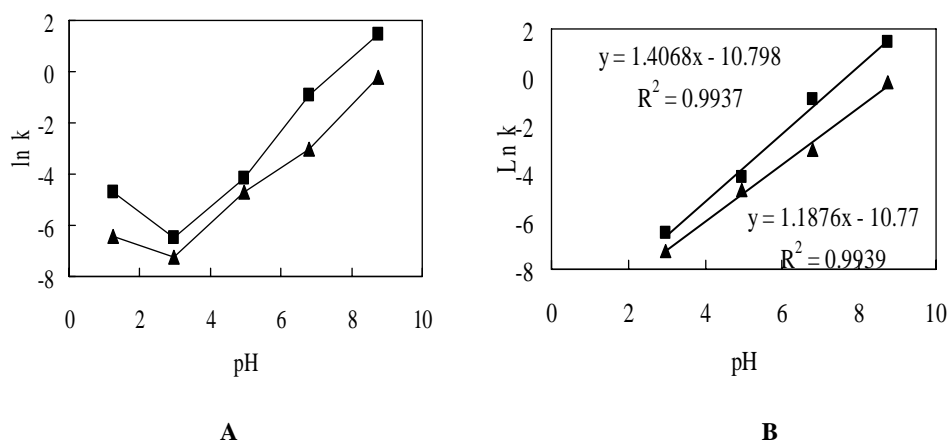 2
0
-2
-4
-6
-8
ln k
0 2 4 6 8 10
pH
A
2
0
-2
-4
-6
-8
Ln k
y = 1.4068x - 10.798
R² = 0.9937
y = 1.1876x - 10.77
R² = 0.9939
0 2 4 6 8 10
pH
B